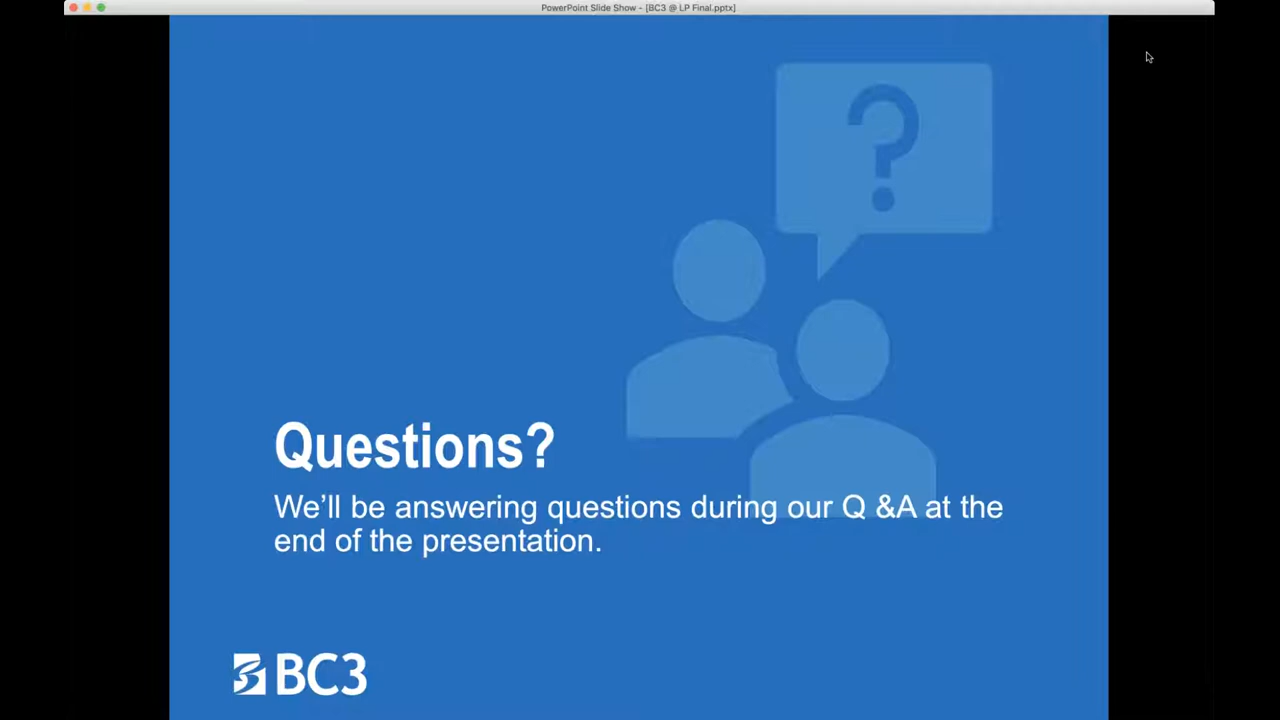 PowerPoint Slide Show - [BC3 @ LP Final.pptx]
?
Questions?
We’ll be answering questions during our Q &A at the
end of the presentation.
BC3